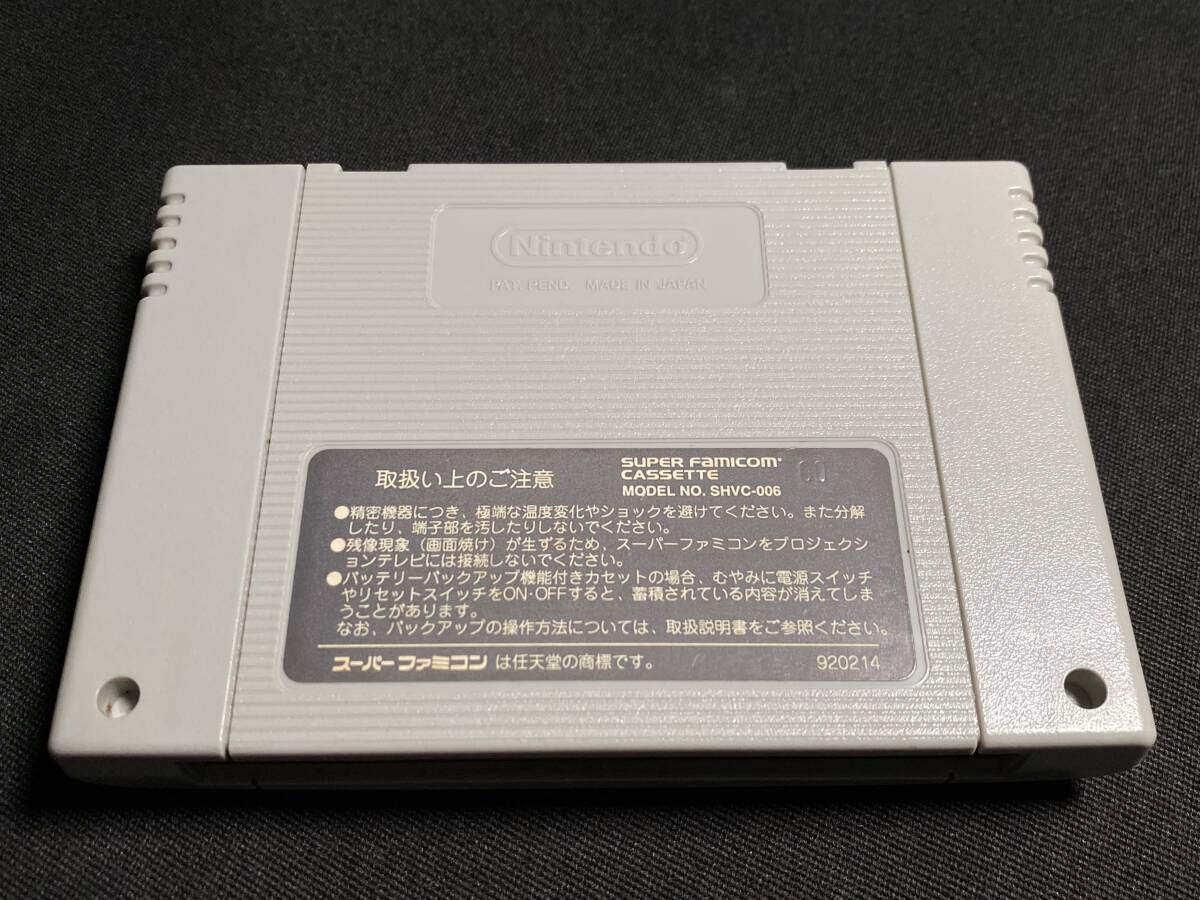 Nintendo
PAT. PEND. MADE IN JAPAN
取扱い上のご注意
SUPER FAMICOM
CASSETTE
MODEL NO. SHVC-006
●精密機器につき、極端な温度変化やショックを避けてください。また分解
したり、端子部を汚したりしないでください。
●残像現象（画面焼け）が生ずるため、スーパーファミコンをプロジェクシ
ョンテレビには接続しないでください。
●バッテリーバックアップ機能付きカセットの場合、むやみに電源スイッチ
やリセットスイッチをON・OFFすると、蓄積されている内容が消えてしま
うことがあります。
なお、バックアップの操作方法については、取扱説明書をご参照ください。
スーパーファミコンは任天堂の商標です。
920214